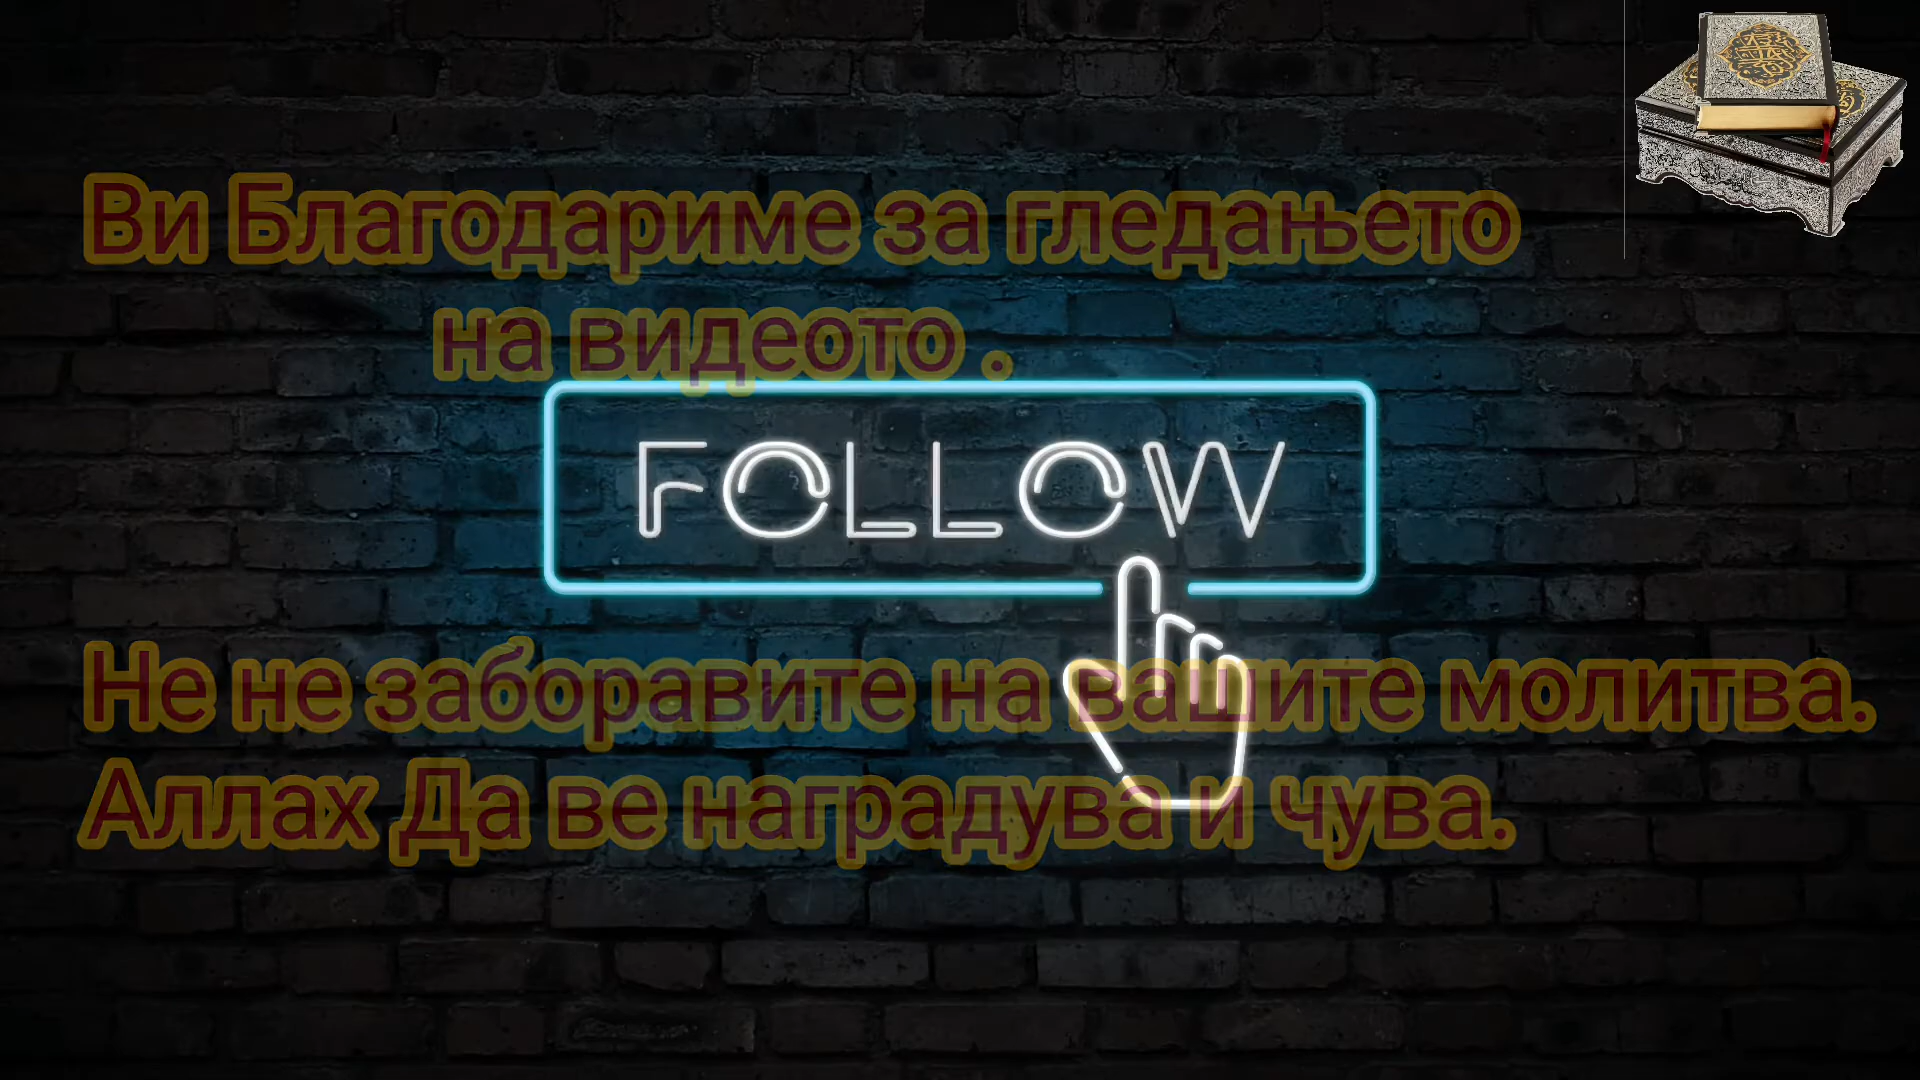 Ви Благодариме за гледањето
на видеото .
FOLLOW
Не не заборавите на вашите молитва.
Аллах Да ве наградува и чува.